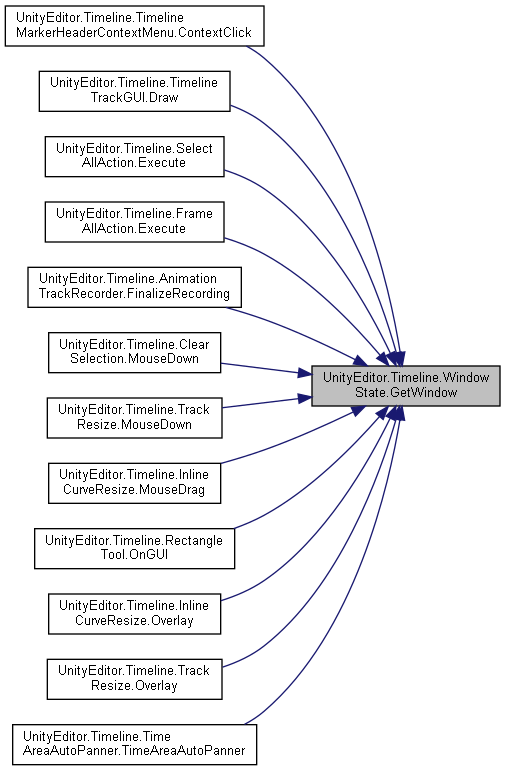 UnityEditor.Timeline.Timeline
MarkerHeaderContextMenu.ContextClick
UnityEditor.Timeline.Timeline
TrackGUI.Draw
UnityEditor.Timeline.Select
AllAction.Execute
UnityEditor.Timeline.Frame
AllAction.Execute
UnityEditor.Timeline.Animation
TrackRecorder.FinalizeRecording
UnityEditor.Timeline.Clear
Selection.MouseDown
UnityEditor.Timeline.Window
State.GetWindow
UnityEditor.Timeline.Track
Resize.MouseDown
UnityEditor.Timeline.Inline
CurveResize.MouseDrag
UnityEditor.Timeline.Rectangle
Tool.OnGUI
UnityEditor.Timeline.Inline
CurveResize.Overlay
UnityEditor.Timeline.Track
Resize.Overlay
UnityEditor.Timeline.Time
AreaAutoPanner.TimeAreaAutoPanner